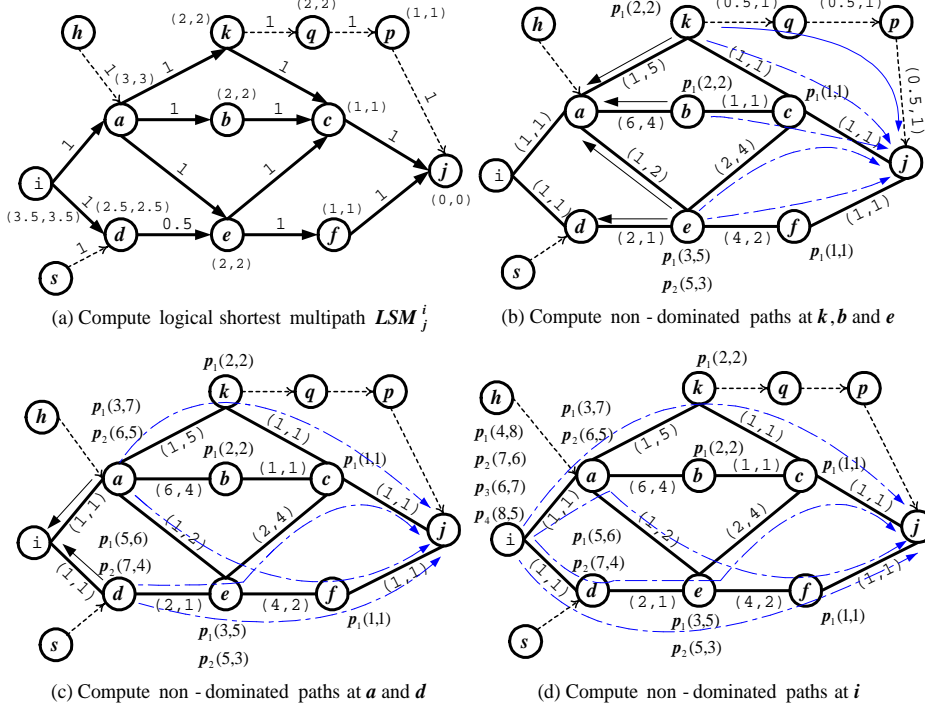 (2,2)
(2,2)
(1,1)
h
k
1
q
1
p
1
(3,3)
1
1
1
(2,2)
(1,1)
a
1
b
1
c
1
1
1
1
j
i
1
1
(0,0)
(3.5,3.5)
(2.5,2.5)
(1,1)
d
0.5
e
1
f
1
s
(2,2)
(a) Compute logical shortest multipath LSM i j
p1(2,2)
(0.5,1)
(0.5,1)
k
q
p
(1,5)
(1,1)
(0.5,1)
p1(2,2)
p1(1,1)
a
(6,4)
b
(1,1)
c
(1,1)
(1,1)
(1,2)
(2,4)
j
i
(1,1)
(1,1)
d
(2,1)
e
(4,2)
f
s
p1(3,5)
p1(1,1)
p2(5,3)
(b) Compute non - dominated paths at k,b and e
p1(2,2)
k
q
p
h
p1(3,7)
p2(6,5)
(1,5)
(1,1)
p1(2,2)
p1(1,1)
a
(6,4)
b
(1,1)
c
(1,1)
(1,1)
(1,2)
(2,4)
i
j
p1(5,6)
p2(7,4)
(1,1)
(1,1)
d
(2,1)
e
(4,2)
f
s
p1(3,5)
p1(1,1)
p2(5,3)
(c) Compute non - dominated paths at a and d
p1(2,2)
k
q
p
h
p1(3,7)
p1(4,8)
p2(6,5)
(1,5)
(1,1)
p2(7,6)
p1(2,2)
p1(1,1)
p3(6,7)
a
(6,4)
b
(1,1)
c
p4(8,5)
(1,1)
(1,1)
(1,2)
(2,4)
i
j
p1(5,6)
p2(7,4)
(1,1)
(1,1)
d
(2,1)
e
(4,2)
f
s
p1(3,5)
p1(1,1)
p2(5,3)
(d) Compute non - dominated paths at i